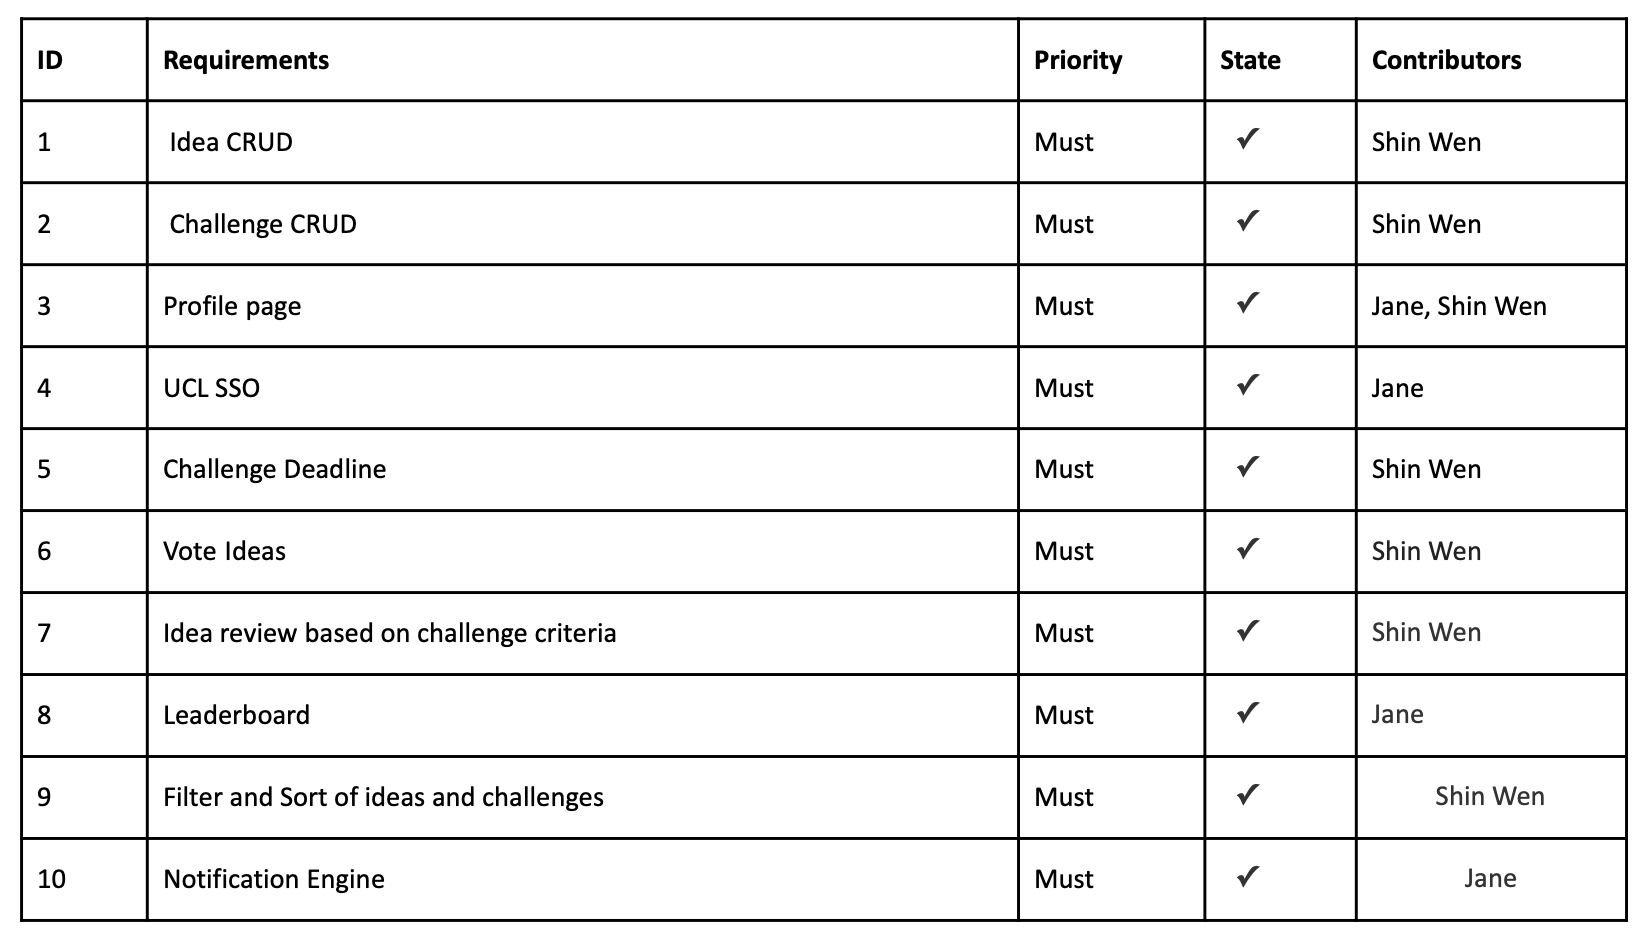 ID Requirements Priority State Contributors
1 Idea CRUD Must ✓ Shin Wen
2 Challenge CRUD Must ✓ Shin Wen
3 Profile page Must ✓ Jane, Shin Wen
4 UCL SSO Must ✓ Jane
5 Challenge Deadline Must ✓ Shin Wen
6 Vote Ideas Must ✓ Shin Wen
7 Idea review based on challenge criteria Must ✓ Shin Wen
8 Leaderboard Must ✓ Jane
9 Filter and Sort of ideas and challenges Must ✓ Shin Wen
10 Notification Engine Must ✓ Jane